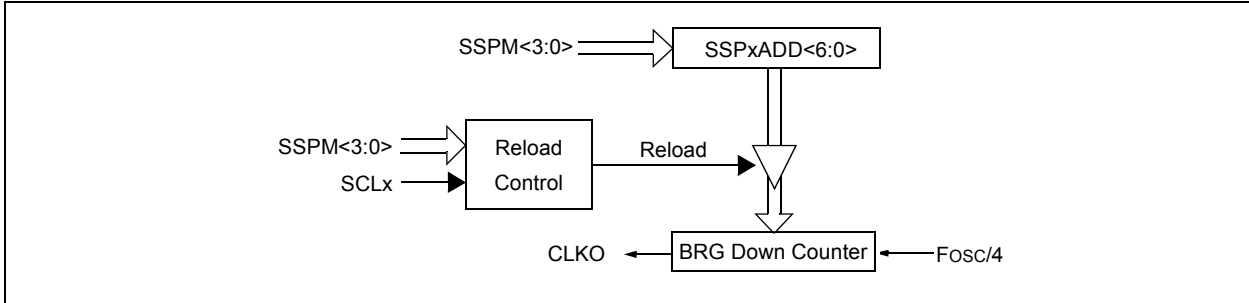 SSPM<3:0>
SSPxADD<6:0>
SSPM<3:0>
SCLx
Reload
Control
Reload
CLKO
BRG Down Counter
FOSC/4